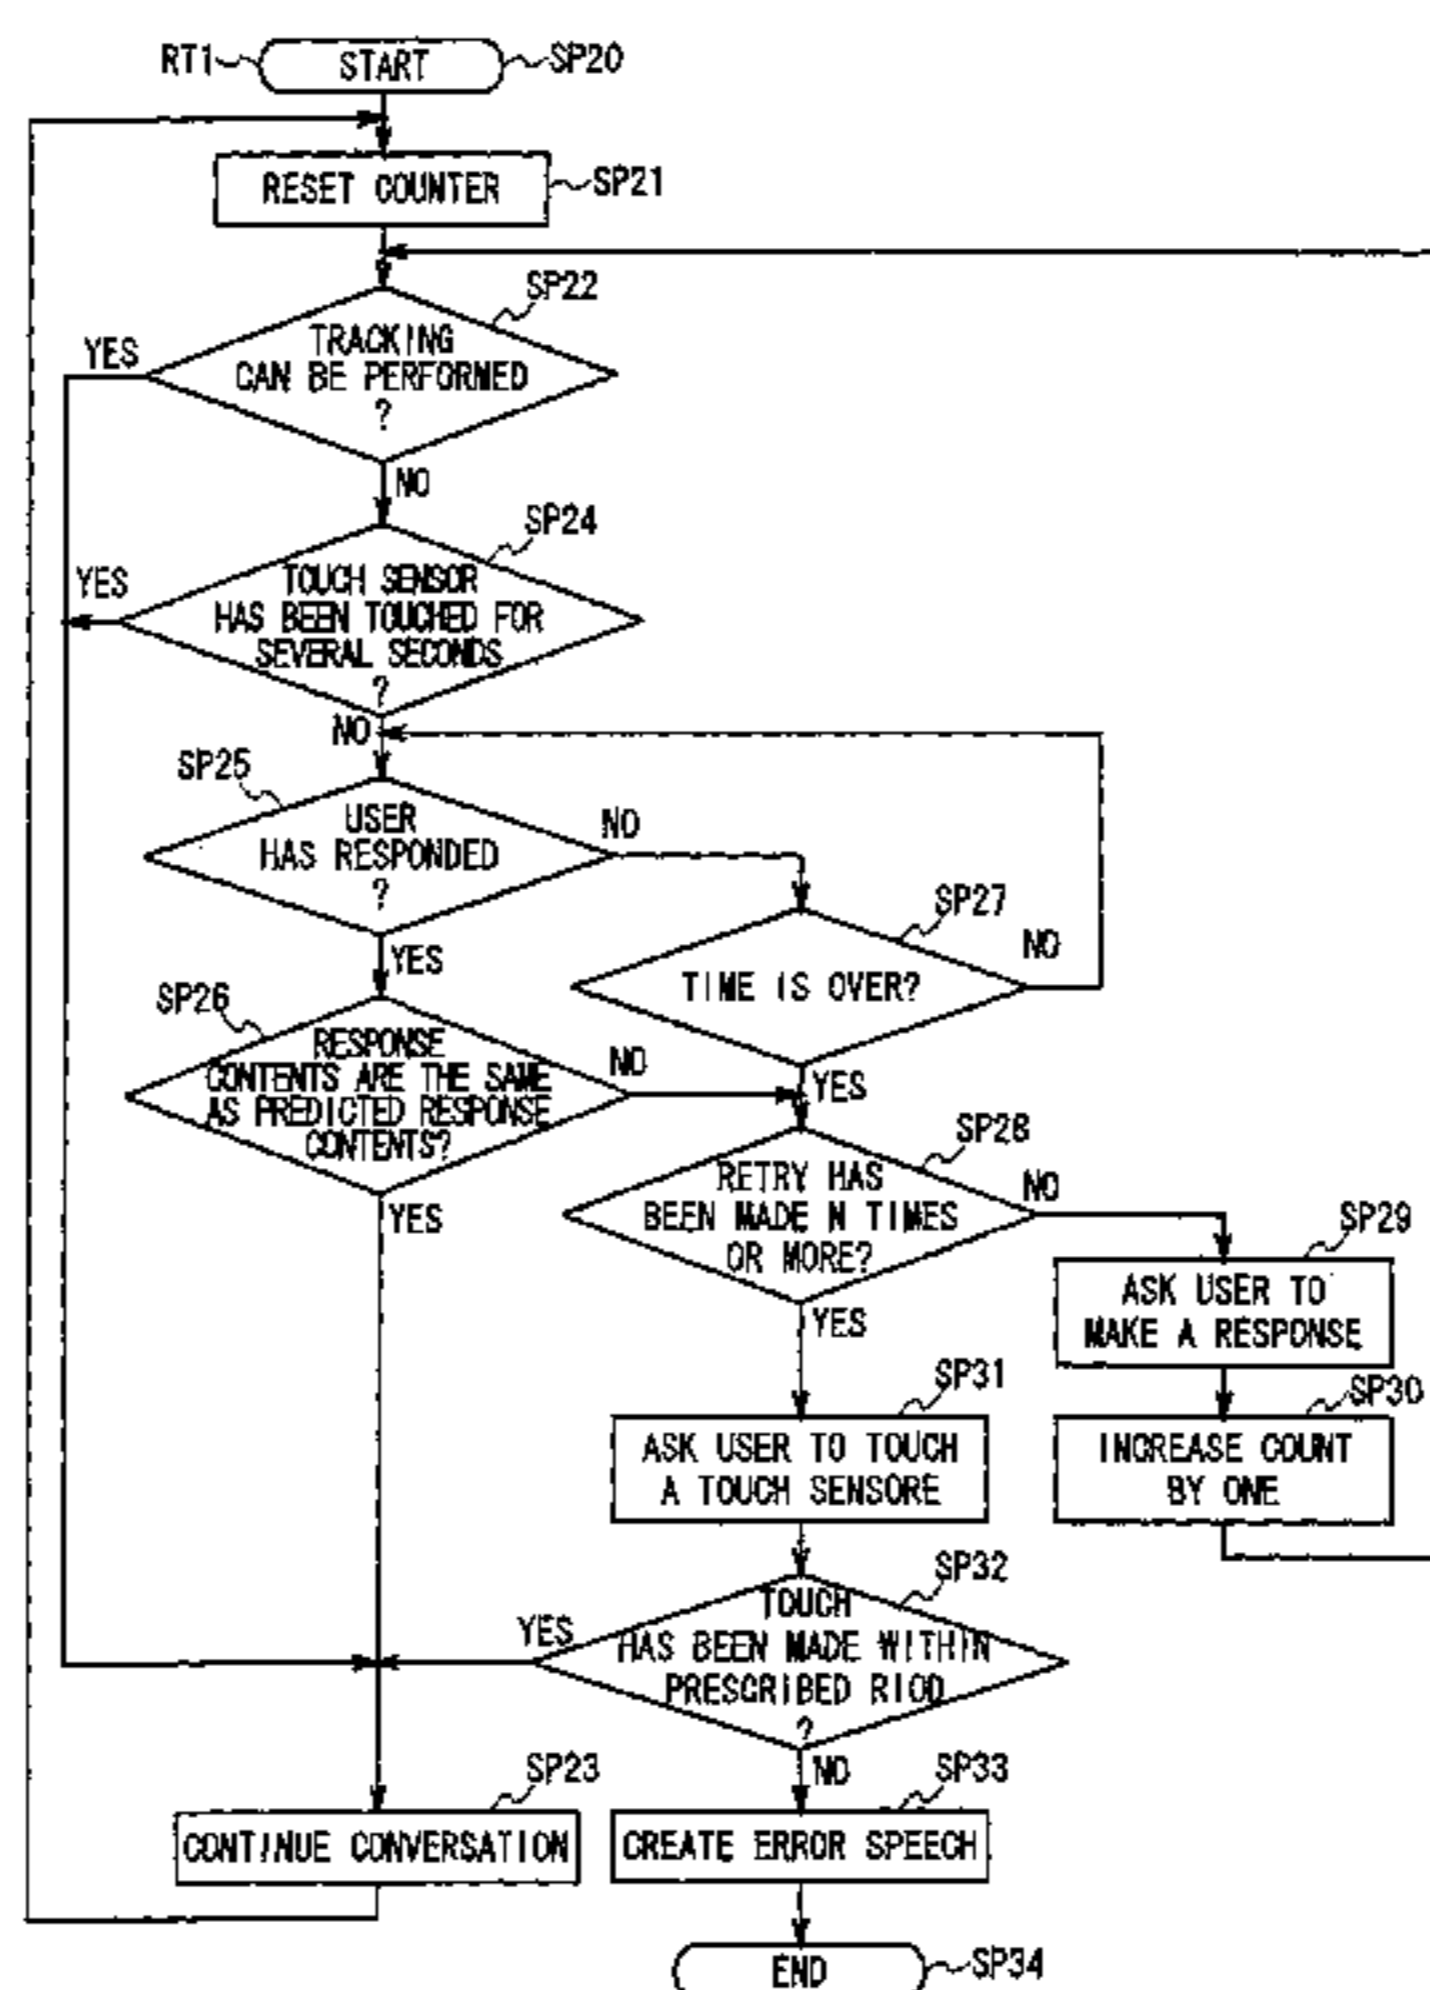 RT1
START
SP20
RESET COUNTER
SP21
SP22
TRACKING
CAN BE PERFORMED
?
YES
NO
SP24
TOUCH SENSOR
HAS BEEN TOUCHED FOR
SEVERAL SECONDS
?
YES
NO
SP25
USER
HAS RESPONDED
?
NO
YES
SP27
TIME IS OVER?
NO
YES
SP26
RESPONSE
CONTENTS ARE THE SAME
AS PREDICTED RESPONSE
CONTENTS?
NO
YES
SP28
RETRY HAS
BEEN MADE N TIMES
OR MORE?
NO
YES
SP29
ASK USER TO
MAKE A RESPONSE
SP30
INCREASE COUNT
BY ONE
SP31
ASK USER TO TOUCH
A TOUCH SENSORE
SP32
TOUCH
HAS BEEN MADE WITHIN
PRESCRIBED RIOD
?
YES
NO
SP23
CONTINUE CONVERSATION
SP33
CREATE ERROR SPEECH
END
SP34